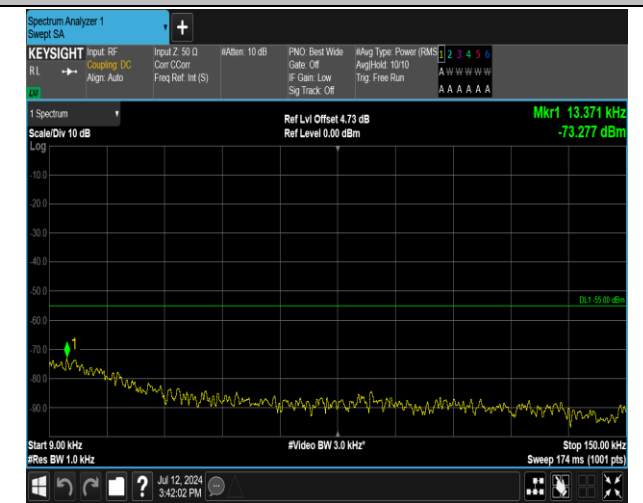 Spectrum Analyzer 1
Swept SA
+
KEYSIGHT
RL
Input: RF
Coupling: DC
Align: Auto
Input Z: 50 Ω
Corr CCorr
Freq Ref: Int (S)
#Atten: 10 dB
PNO: Best Wide
Gate: Off
IF Gain: Low
Sig Track: Off
#Avg Type: Power (RMS
Avg|Hold: 10/10
Trig: Free Run
1 2 3 4 5 6
A W W W W W
A A A A A A
1 Spectrum
Scale/Div 10 dB
Log
Ref Lvl Offset 4.73 dB
Ref Level 0.00 dBm
Mkr1 13.371 kHz
-73.277 dBm
-10.0
-20.0
-30.0
-40.0
-50.0
DL1 -55.00 dBm
-60.0
-70.0
1
-80.0
-90.0
Start 9.00 kHz
#Res BW 1.0 kHz
#Video BW 3.0 kHz*
Stop 150.00 kHz
Sweep 174 ms (1001 pts)
?
Jul 12, 2024
3:42:02 PM